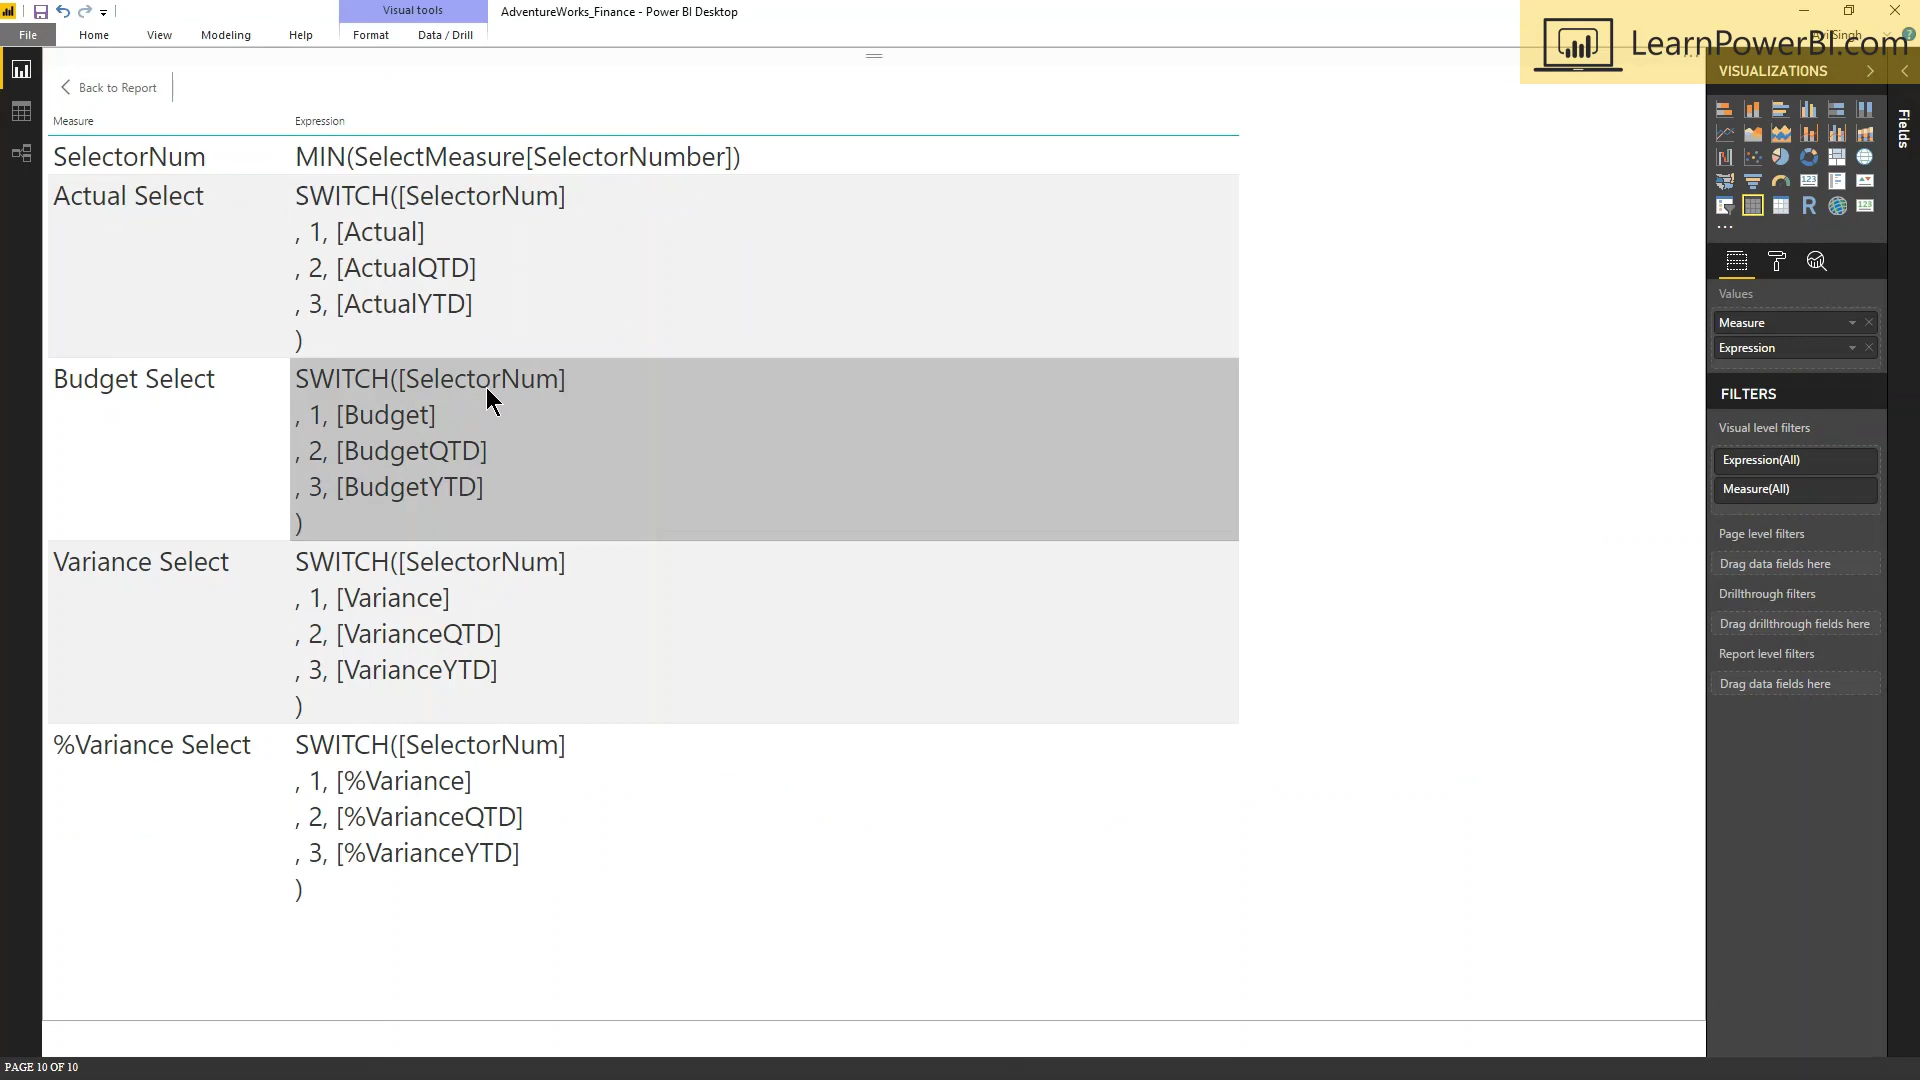 Visual tools
AdventureWorks_Finance - Power BI Desktop
File
Home
View
Modeling
Help
Format
Data / Drill
LearnPowerBI.com
Back to Report
Measure
Expression
SelectorNum
MIN(SelectMeasure[SelectorNumber])
Actual Select
SWITCH([SelectorNum]
, 1, [Actual]
, 2, [ActualQTD]
, 3, [ActualYTD]
)
Budget Select
SWITCH([SelectorNum]
, 1, [Budget]
, 2, [BudgetQTD]
, 3, [BudgetYTD]
)
Variance Select
SWITCH([SelectorNum]
, 1, [Variance]
, 2, [VarianceQTD]
, 3, [VarianceYTD]
)
%Variance Select
SWITCH([SelectorNum]
, 1, [%Variance]
, 2, [%VarianceQTD]
, 3, [%VarianceYTD]
)
VISUALIZATIONS
Fields
123
R
123
Values
Measure
Expression
FILTERS
Visual level filters
Expression(All)
Measure(All)
Page level filters
Drag data fields here
Drillthrough filters
Drag drillthrough fields here
Report level filters
Drag data fields here
PAGE 10 OF 10